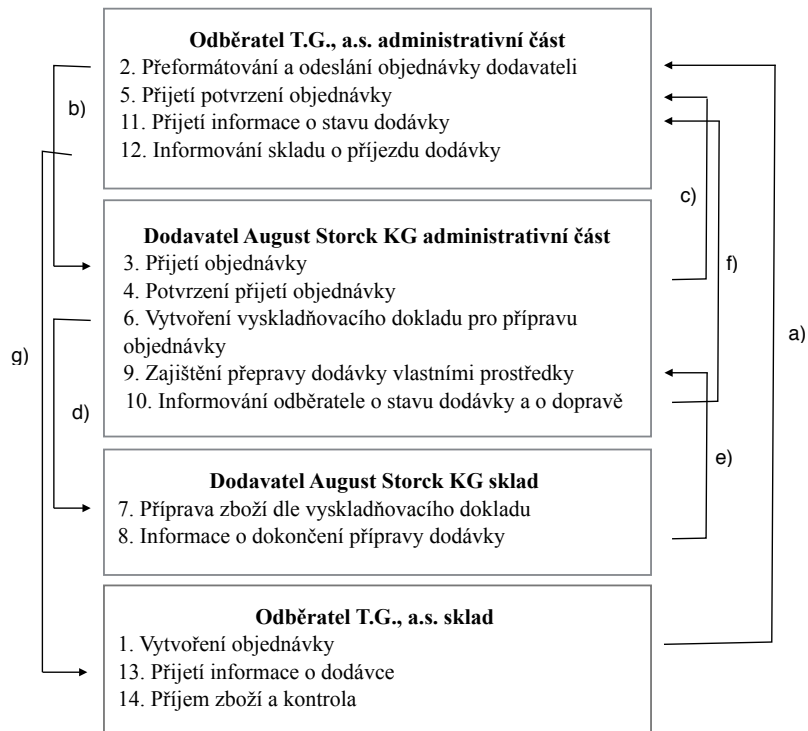 Odběratel T.G., a.s. administrativní část
2. Přeformátování a odeslání objednávky dodavateli
5. Přijetí potvrzení objednávky
11. Přijetí informace o stavu dodávky
12. Informování skladu o příjezdu dodávky
b)
c)
Dodavatel August Storck KG administrativní část
3. Přijetí objednávky
4. Potvrzení přijetí objednávky
6. Vytvoření vyskladňovacího dokladu pro přípravu
objednávky
9. Zajištění přepravy dodávky vlastními prostředky
10. Informování odběratele o stavu dodávky a o dopravě
f)
a)
g)
d)
e)
Dodavatel August Storck KG sklad
7. Příprava zboží dle vyskladňovacího dokladu
8. Informace o dokončení přípravy dodávky
Odběratel T.G., a.s. sklad
1. Vytvoření objednávky
13. Přijetí informace o dodávce
14. Příjem zboží a kontrola